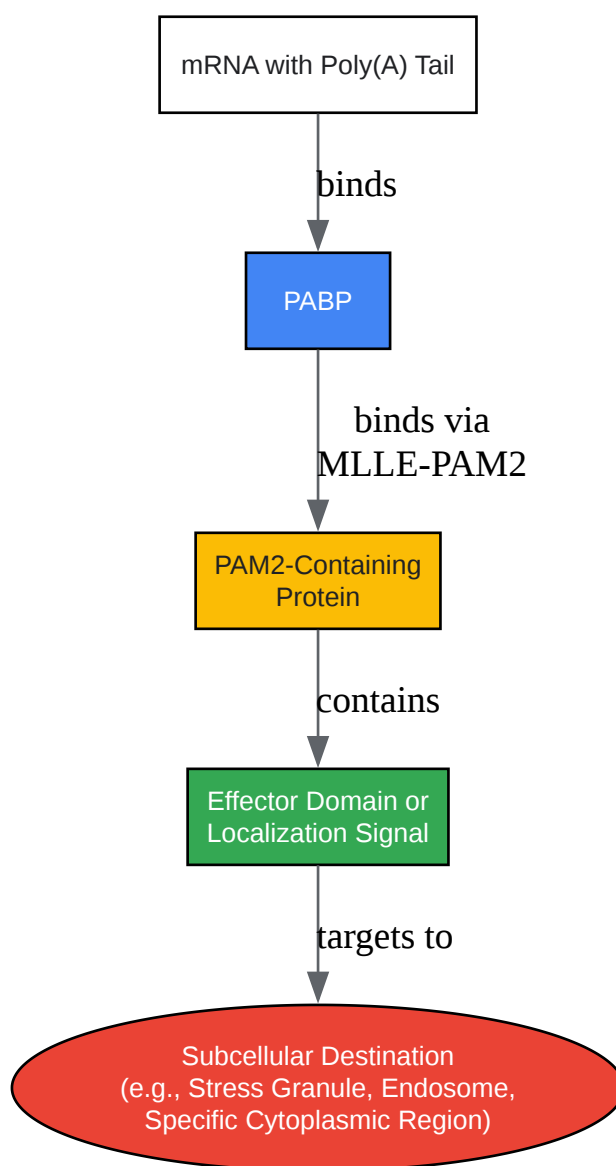 mRNA with Poly(A) Tail
binds
PABP
binds via
MLLE-PAM2
PAM2-Containing
Protein
contains
Effector Domain or
Localization Signal
targets to
Subcellular Destination
(e.g., Stress Granule, Endosome,
Specific Cytoplasmic Region)